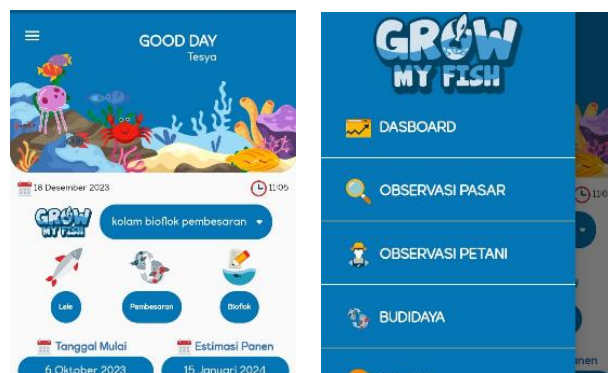 GOOD DAY
Tesya
18 Desember 2023
11:05
GROW
MY FISH
kolam bioflok pembesaran
Lele
Pembesaran
Bioflok
Tanggal Mulai
Estimasi Panen
6 Oktober 2023
15 Januari 2024
GROW
MY FISH
DASBOARD
OBSERVASI PASAR
OBSERVASI PETANI
BUDIDAYA